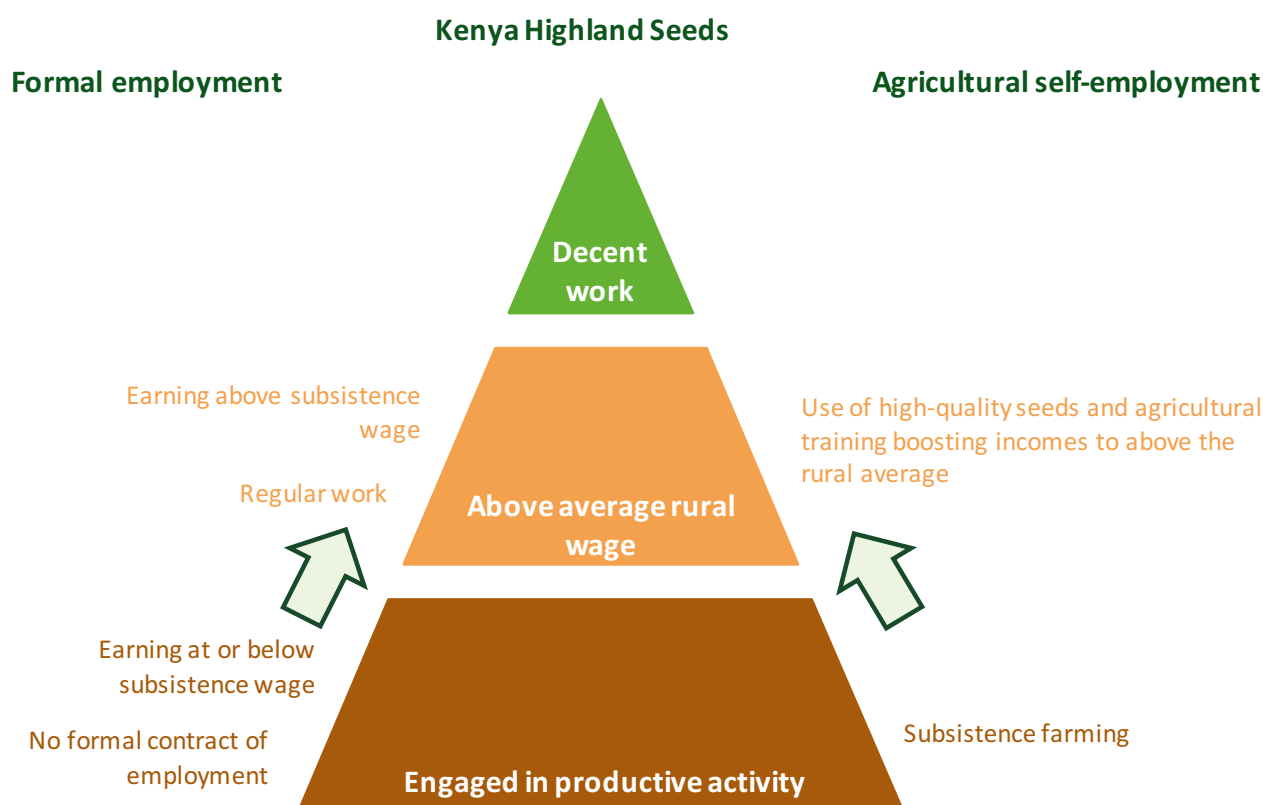 Kenya Highland Seeds
Formal employment
Agricultural self-employment
Decent
work
Earning above subsistence
wage
Regular work
Use of high-quality seeds and agricultural
training boosting incomes to above the
rural average
Above average rural
wage
Earning at or below
subsistence wage
No formal contract of
employment
Subsistence farming
Engaged in productive activity